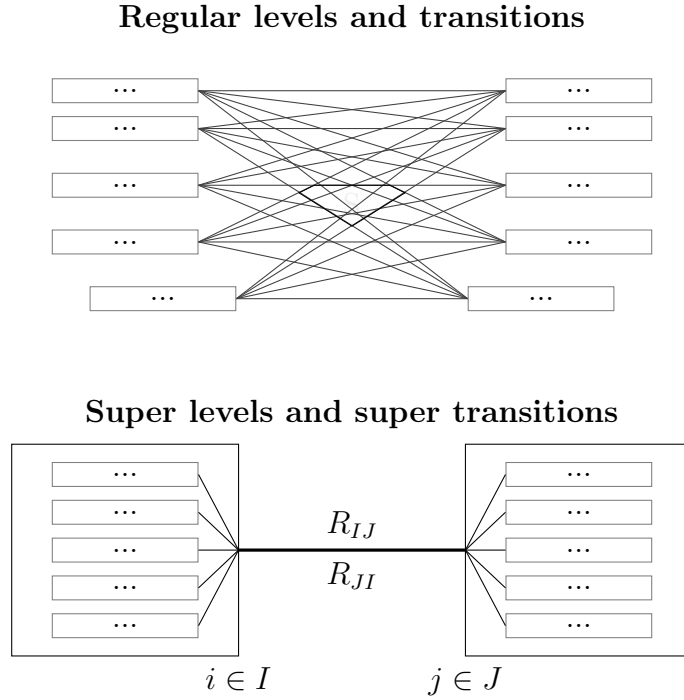 Regular levels and transitions
... ...
... ...
... ...
... ...
... ...
Super levels and super transitions
... ...
... ...
R_{IJ}
... ...
R_{JI}
... ...
... ...
i ∈ I j ∈ J